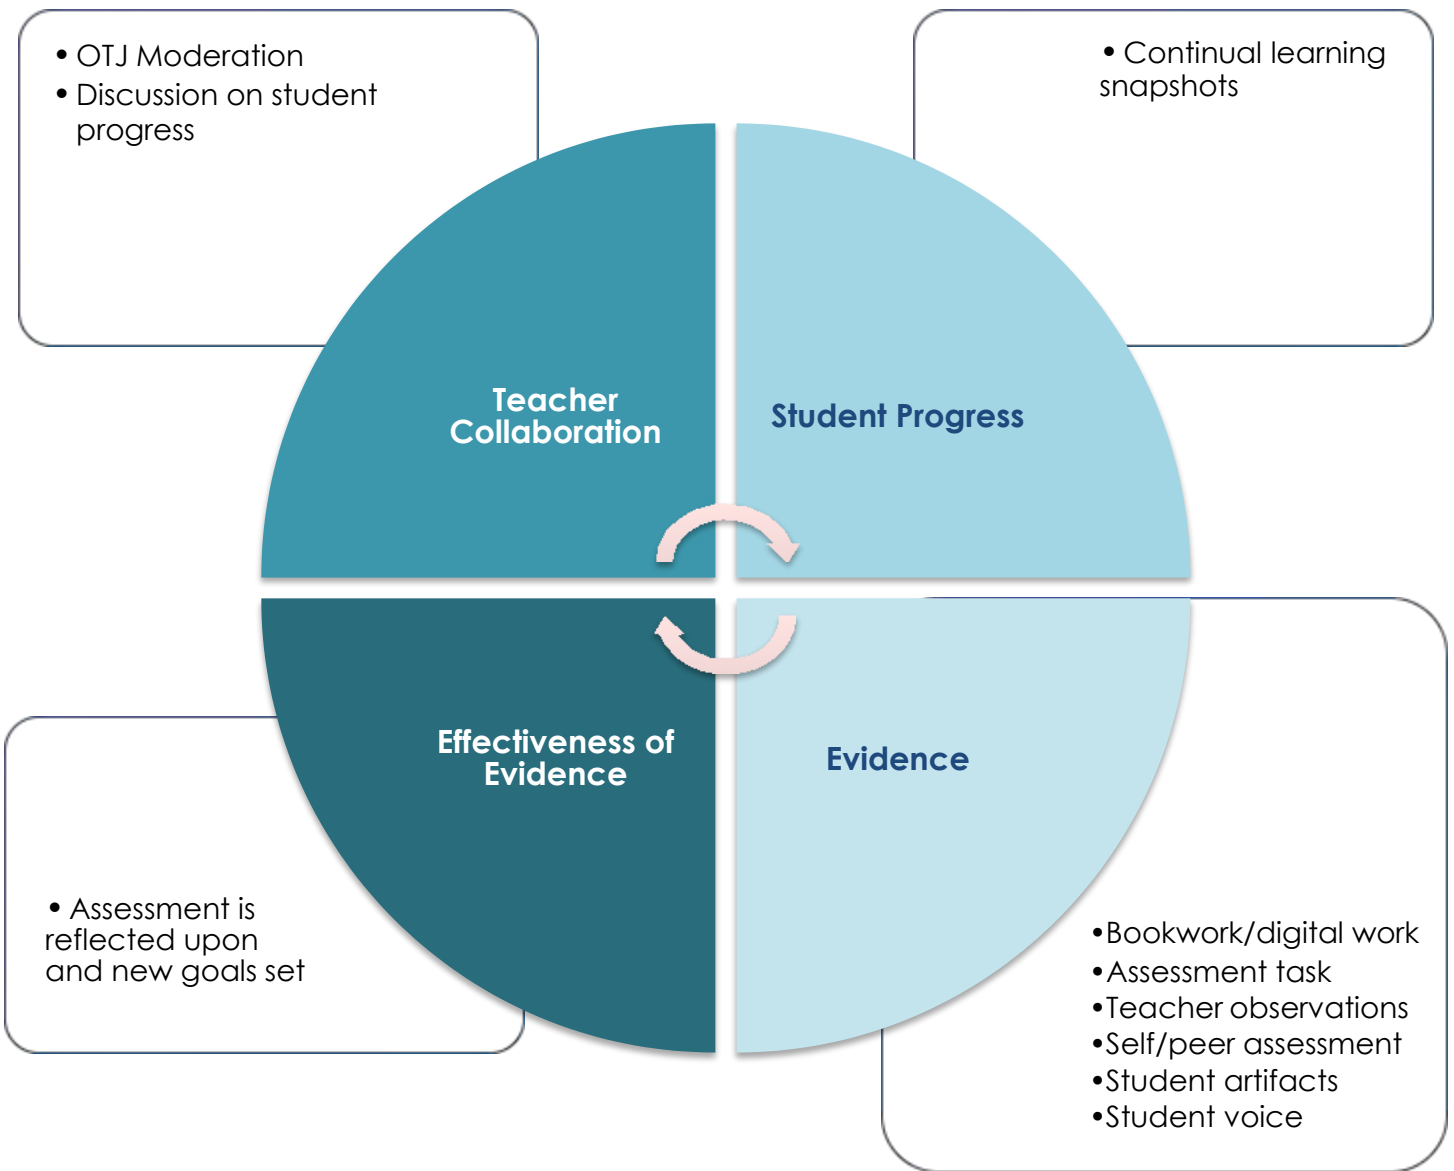 • OTJ Moderation
• Discussion on student
progress
• Continual learning
snapshots
Teacher
Collaboration
Student Progress
Effectiveness of
Evidence
Evidence
• Assessment is
reflected upon
and new goals set
•Bookwork/digital work
•Assessment task
•Teacher observations
•Self/peer assessment
•Student artifacts
•Student voice